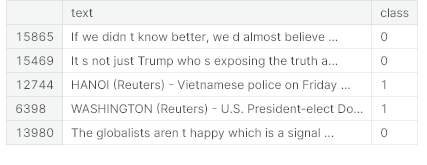 text class
15865 If we didn t know better, we d almost believe ... 0
15469 It s not just Trump who s exposing the truth a... 0
12744 HANOI (Reuters) - Vietnamese police on Friday ... 1
6398 WASHINGTON (Reuters) - U.S. President-elect Do... 1
13980 The globalists aren t happy which is a signal ... 0